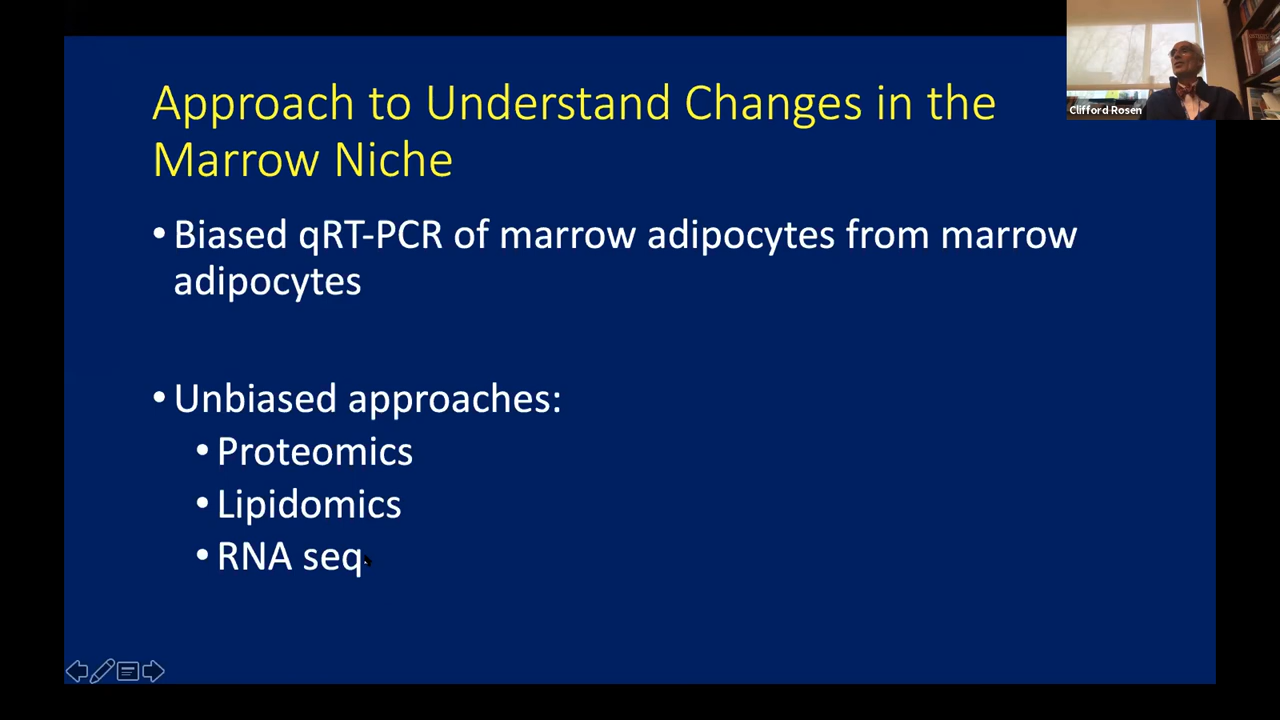 Approach to Understand Changes in the
Marrow Niche
Clifford Rosen
• Biased qRT-PCR of marrow adipocytes from marrow
adipocytes
• Unbiased approaches:
• Proteomics
• Lipidomics
• RNA seq